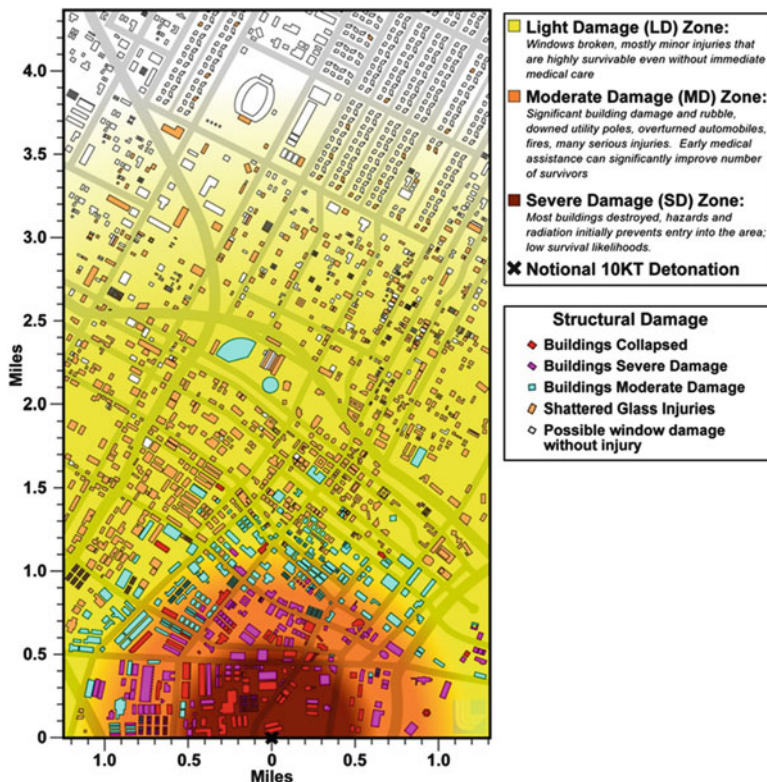 Light Damage (LD) Zone:
Windows broken, mostly minor injuries that
are highly survivable even without immediate
medical care
Moderate Damage (MD) Zone:
Significant building damage and rubble,
downed utility poles, overturned automobiles,
fires, many serious injuries. Early medical
assistance can significantly improve number
of survivors
Severe Damage (SD) Zone:
Most buildings destroyed, hazards and
radiation initially prevents entry into the area;
low survival likelihoods.
Notional 10KT Detonation
Structural Damage
Buildings Collapsed
Buildings Severe Damage
Buildings Moderate Damage
Shattered Glass Injuries
Possible window damage
without injury
Miles
4.0
3.5
3.0
2.5
2.0
1.5
1.0
0.5
0
1.0 0.5 0 0.5 1.0
Miles